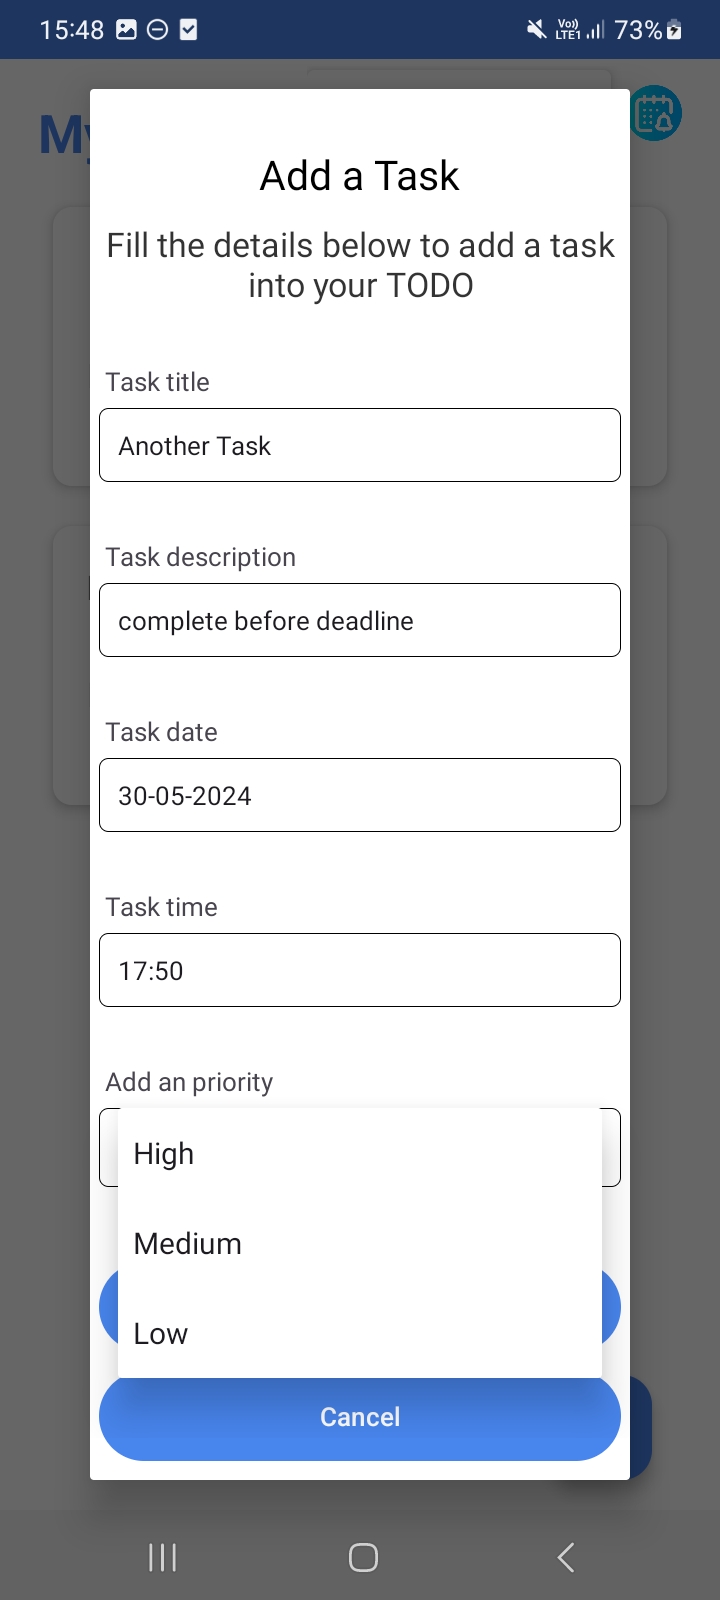 15:48
Vo))
LTE1
73%
My
Add a Task
Fill the details below to add a task
into your TODO
Task title
Another Task
Task description
complete before deadline
Task date
30-05-2024
Task time
17:50
Add an priority
High
Medium
Low
Cancel